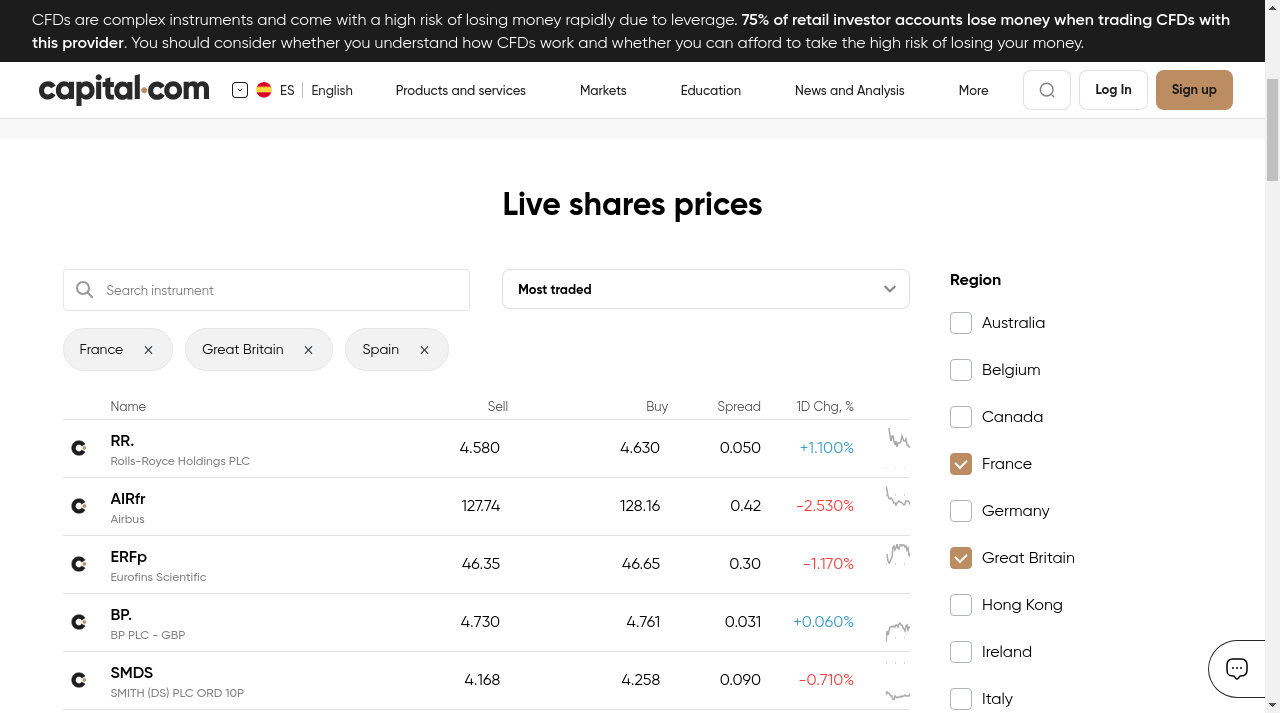 CFDs are complex instruments and come with a high risk of losing money rapidly due to leverage. 75% of retail investor accounts lose money when trading CFDs with
this provider. You should consider whether you understand how CFDs work and whether you can afford to take the high risk of losing your money.
capital.com ES English Products and services Markets Education News and Analysis More Log In Sign up
Live shares prices
Search instrument
Most traded
France
Great Britain
Spain
Name Sell Buy Spread 1D Chg, %
RR. 4.580 4.630 0.050 +1.100%
Rolls-Royce Holdings PLC
AIRfr 127.74 128.16 0.42 -2.530%
Airbus
ERFp 46.35 46.65 0.30 -1.170%
Eurofins Scientific
BP. 4.730 4.761 0.031 +0.060%
BP PLC - GBP
SMDS 4.168 4.258 0.090 -0.710%
SMITH (DS) PLC ORD 10P
Region
Australia
Belgium
Canada
France
Germany
Great Britain
Hong Kong
Ireland
Italy